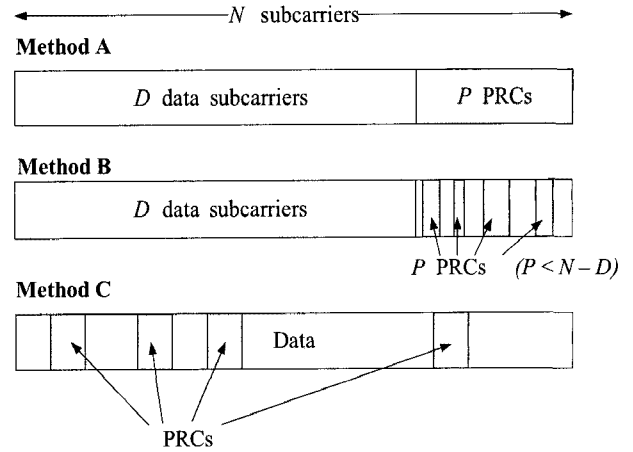 N subcarriers
Method A
D data subcarriers
P PRCs
Method B
D data subcarriers
P PRCs (P < N – D)
Method C
Data
PRCs